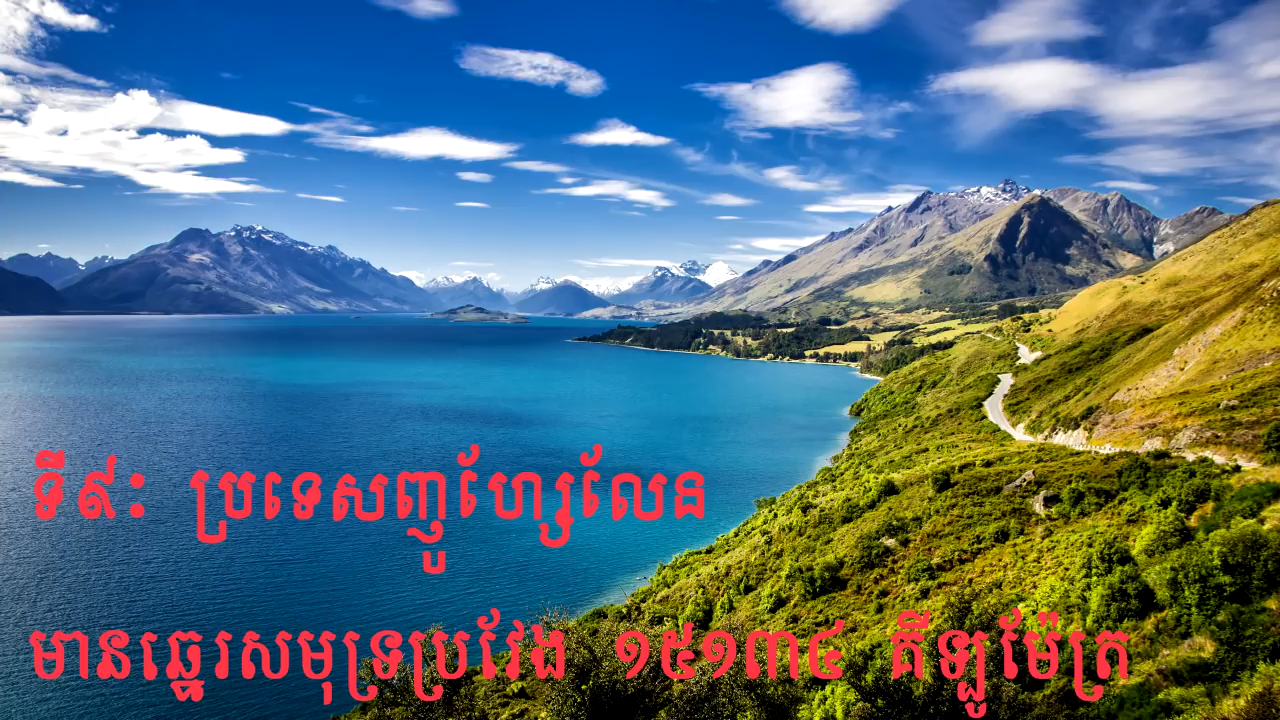 ទី៩: ប្រទេសញូហ្សេលែន
មានឆ្នេរសមុទ្រប្រវែង ១៥១៣៤ គីឡូម៉ែត្រ